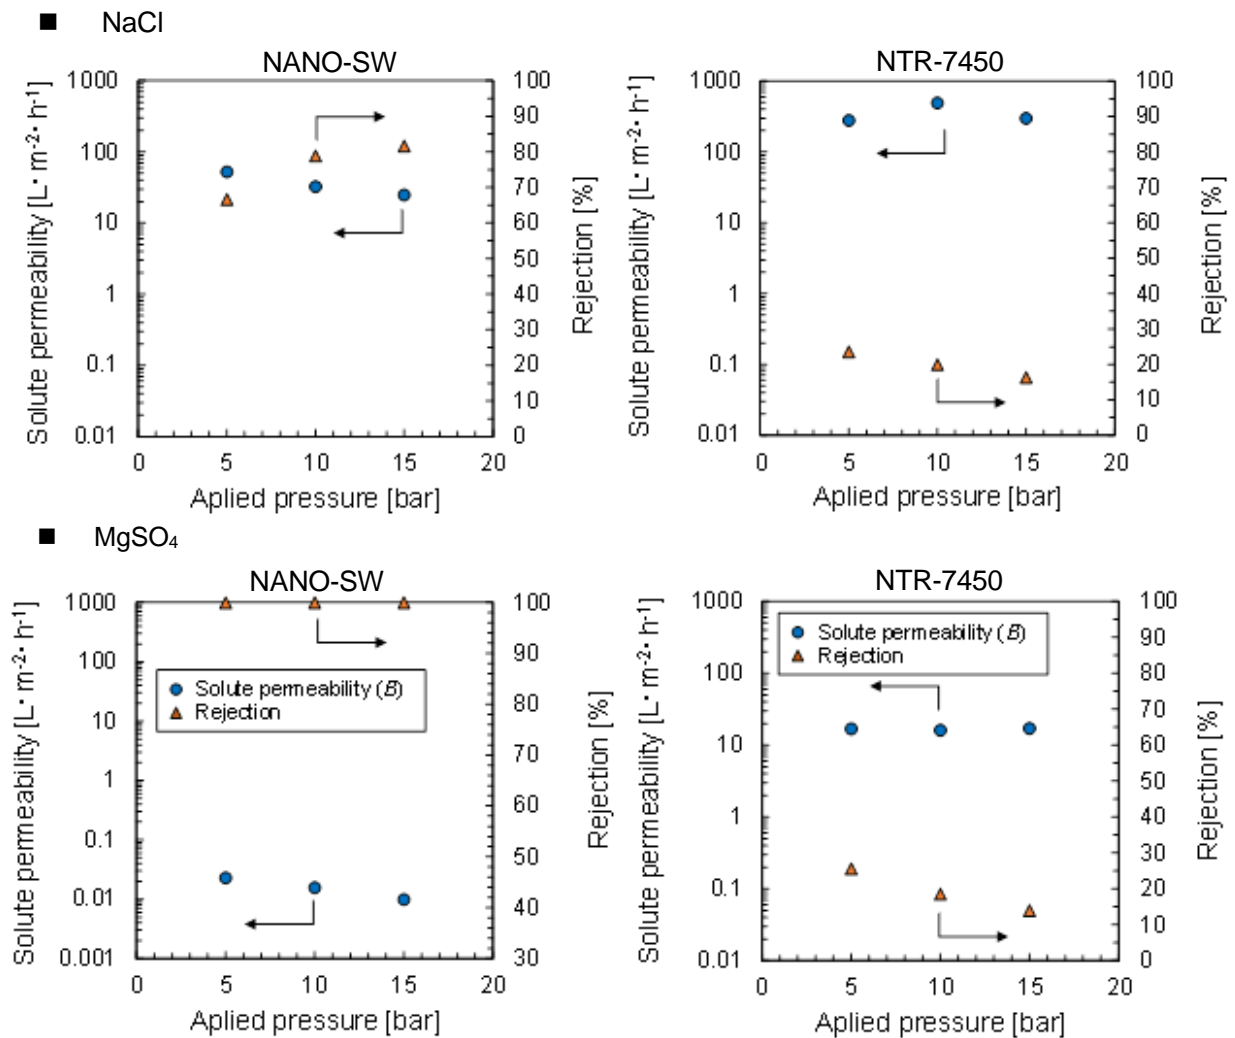 ■ NaCl
NANO-SW
Solute permeability [L・m-2・h-1]
1000
100
10
1
0.1
0.01
100
90
80
70
60
50
40
30
20
10
0
Rejection [%]
0 5 10 15 20
Aplied pressure [bar]
NTR-7450
Solute permeability [L・m-2・h-1]
1000
100
10
1
0.1
0.01
100
90
80
70
60
50
40
30
20
10
0
Rejection [%]
0 5 10 15 20
Aplied pressure [bar]
■ MgSO4
NANO-SW
Solute permeability [L・m-2・h-1]
1000
100
10
1
0.1
0.01
0.001
Solute permeability (B)
Rejection
100
90
80
70
60
50
40
30
Rejection [%]
0 5 10 15 20
Aplied pressure [bar]
NTR-7450
Solute permeability [L・m-2・h-1]
1000
100
10
1
0.1
0.01
Solute permeability (B)
Rejection
100
90
80
70
60
50
40
30
20
10
0
Rejection [%]
0 5 10 15 20
Aplied pressure [bar]